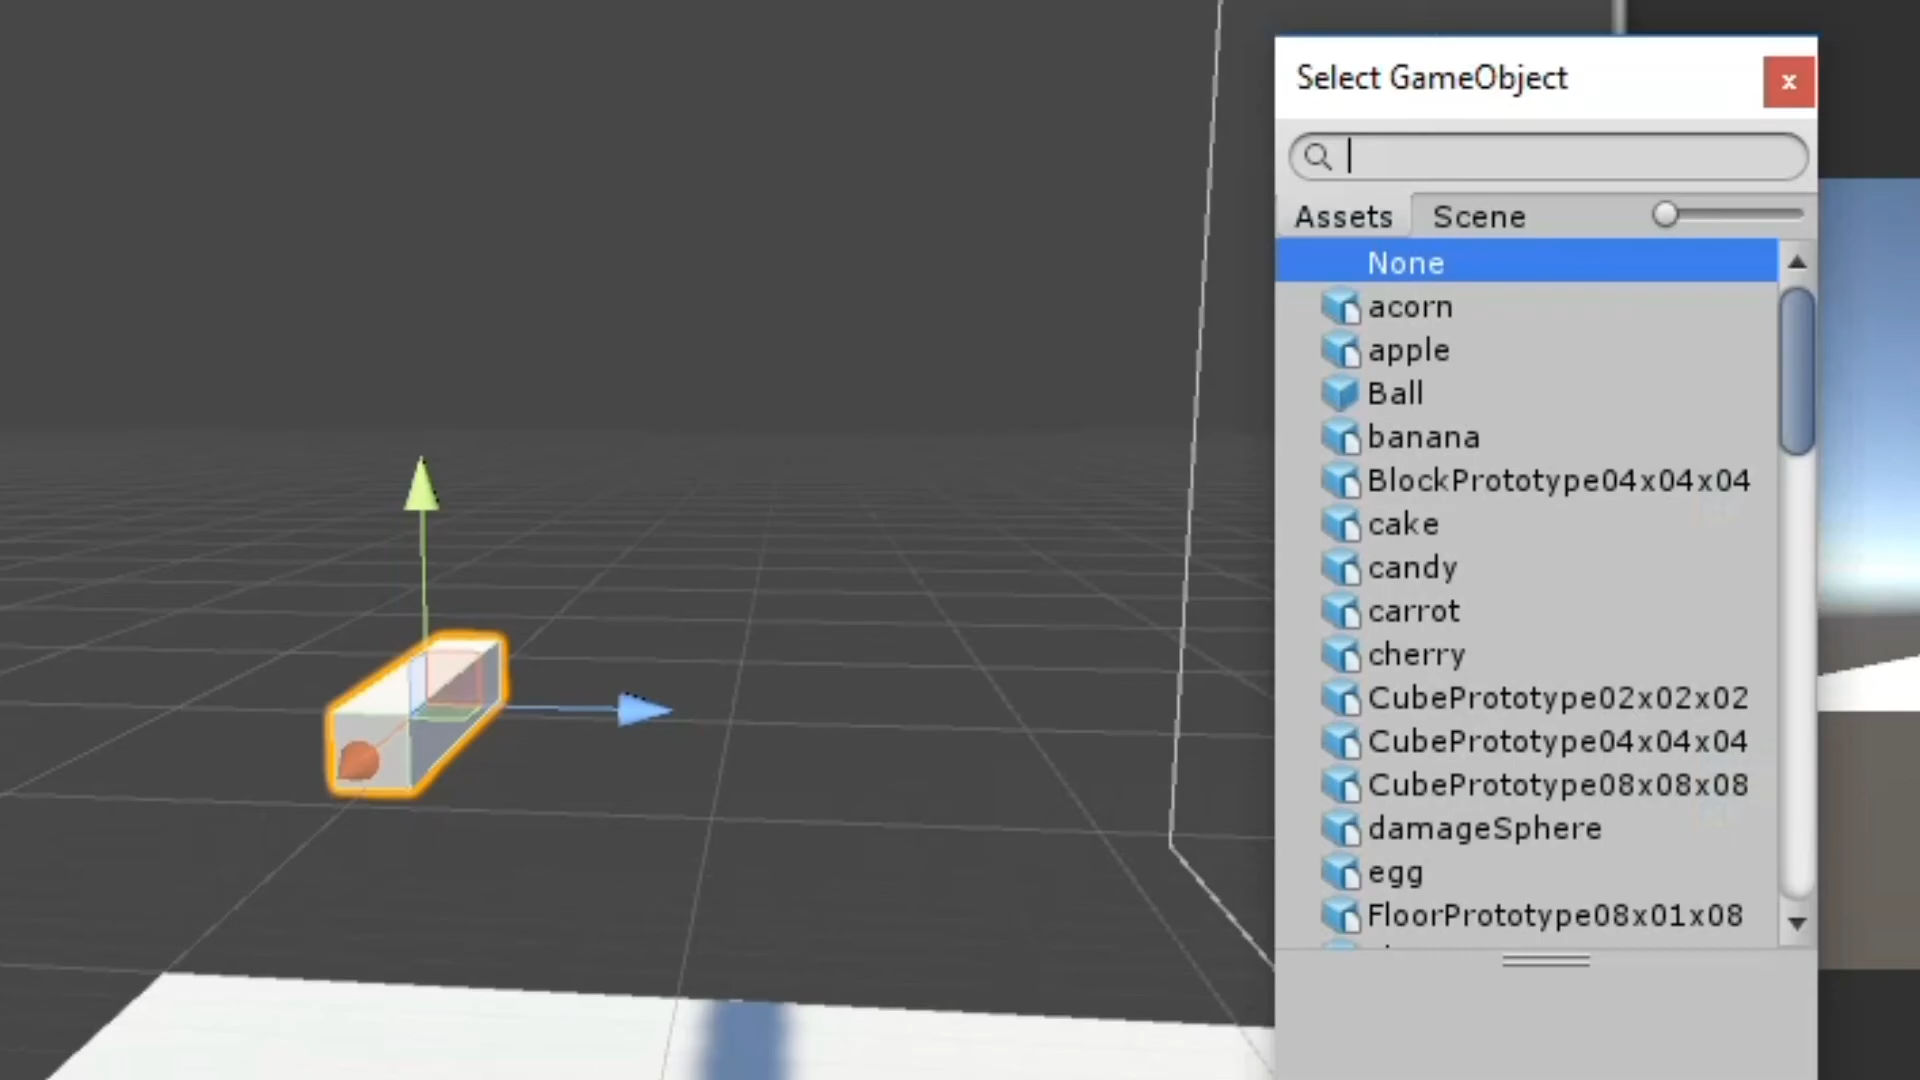 Select GameObject
x
Assets
Scene
None
acorn
apple
Ball
banana
BlockPrototype04x04x04
cake
candy
carrot
cherry
CubePrototype02x02x02
CubePrototype04x04x04
CubePrototype08x08x08
damageSphere
egg
FloorPrototype08x01x08